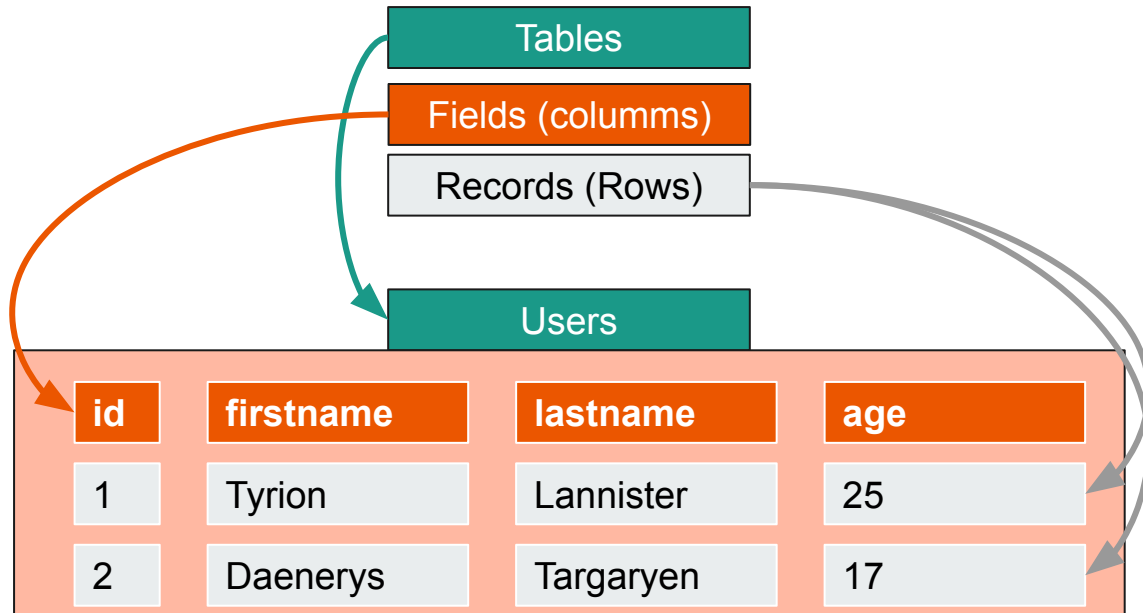 Tables
Fields (columms)
Records (Rows)
Users
id firstname lastname age
1 Tyrion Lannister 25
2 Daenerys Targaryen 17